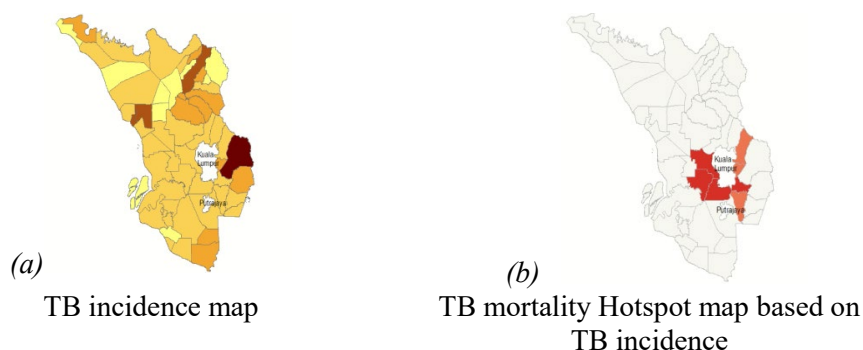 Kuala
Lumpur
Putrajaya
(a)
TB incidence map
Kuala
Lumpur
Putrajaya
(b)
TB mortality Hotspot map based on
TB incidence